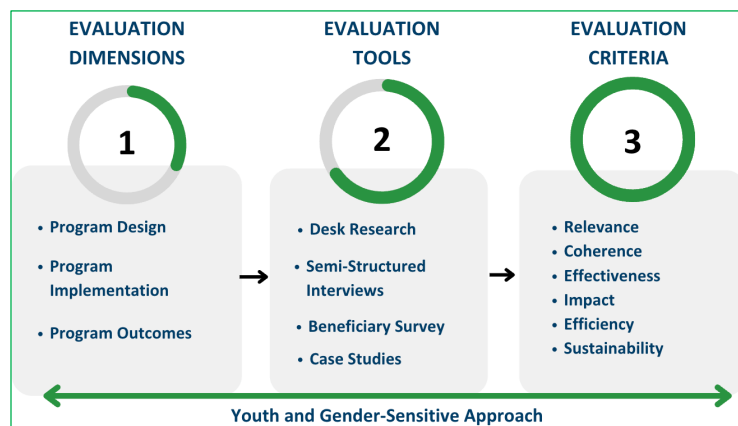 EVALUATION
DIMENSIONS
1
• Program Design
• Program
Implementation
• Program Outcomes
EVALUATION
TOOLS
2
• Desk Research
• Semi-Structured
Interviews
• Beneficiary Survey
• Case Studies
EVALUATION
CRITERIA
3
• Relevance
• Coherence
• Effectiveness
• Impact
• Efficiency
• Sustainability
Youth and Gender-Sensitive Approach